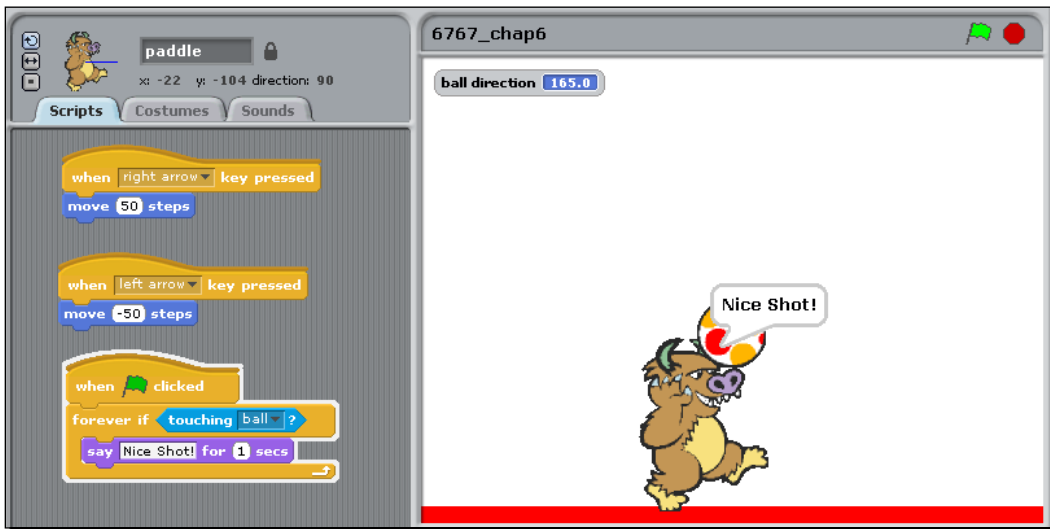 paddle
x: -22 y: -104 direction: 90
Scripts Costumes Sounds
when right arrow key pressed
move 50 steps
when left arrow key pressed
move -50 steps
when clicked
forever if touching ball ?
say Nice Shot! for 1 secs
6767_chap6
ball direction 165.0
Nice Shot!